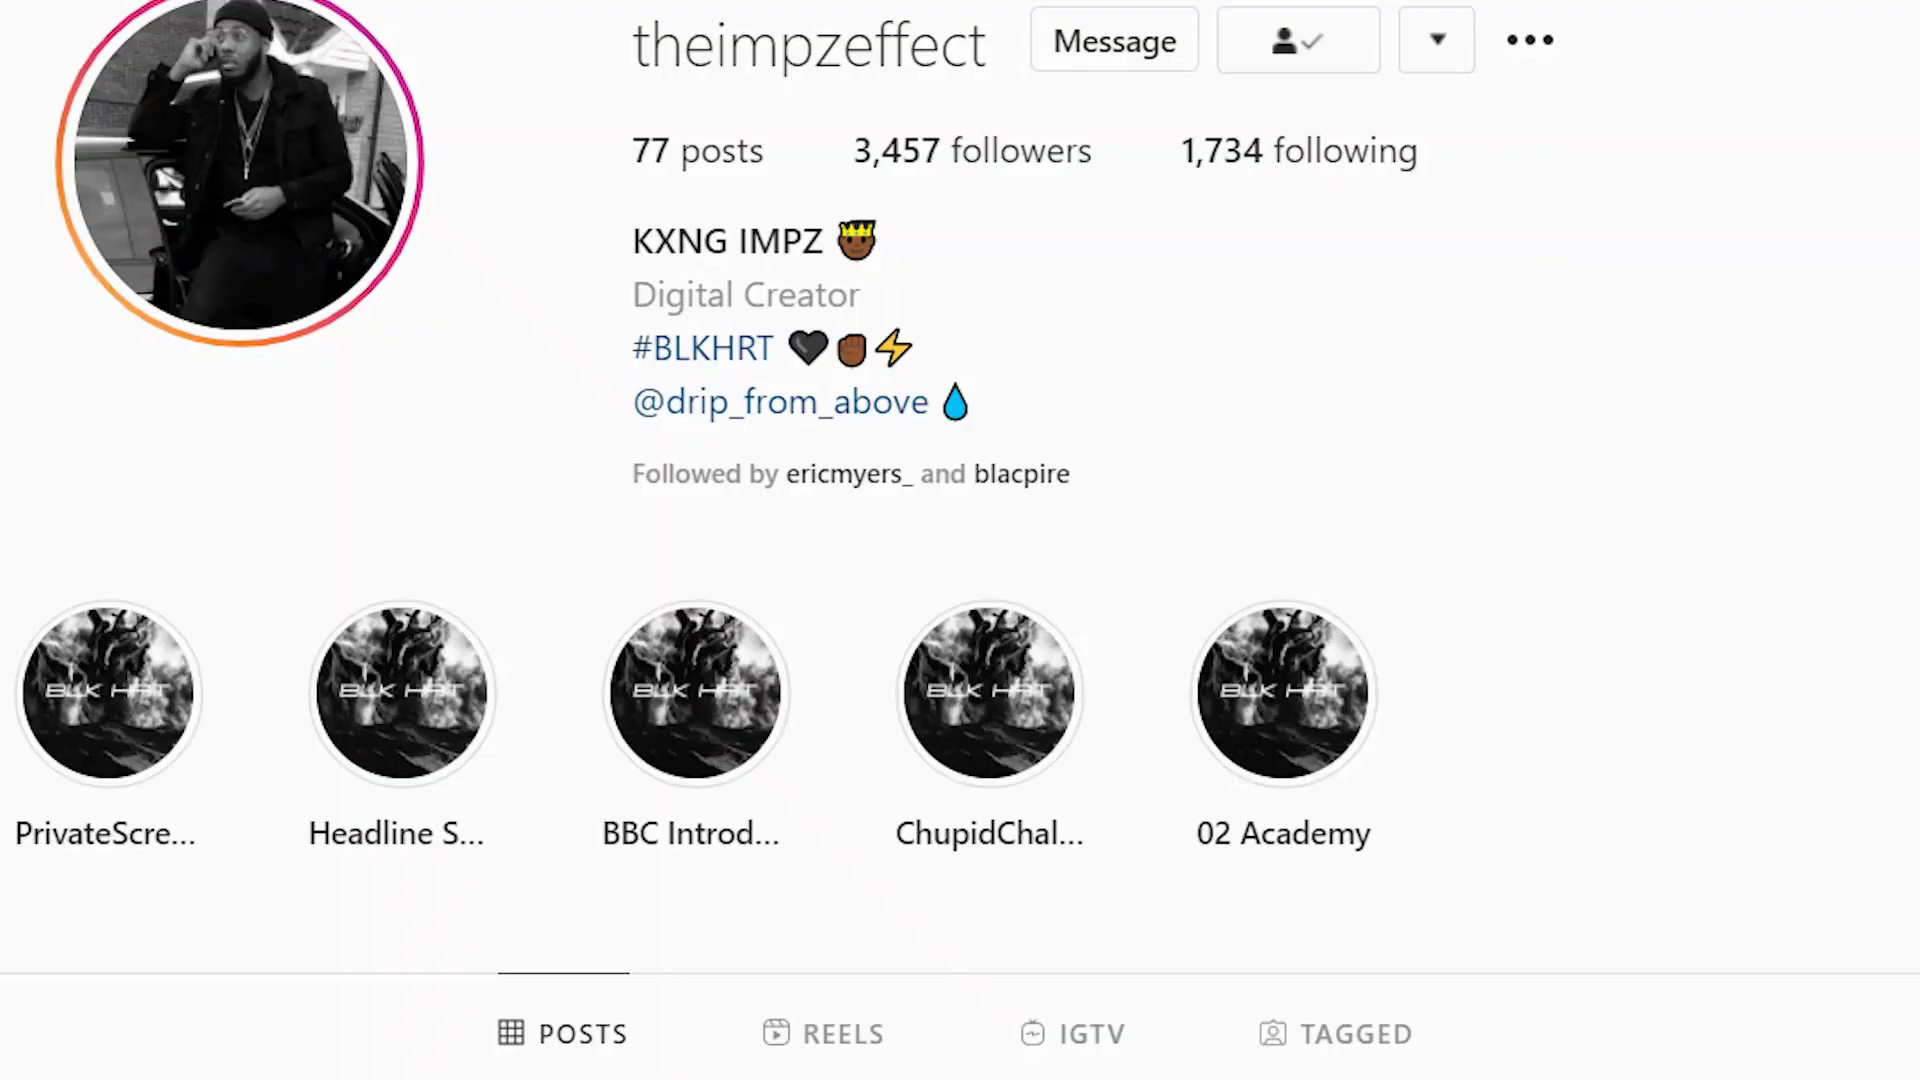 theimpzeffect Message
77 posts 3,457 followers 1,734 following
KXNG IMPZ
Digital Creator
#BLKHRT
@drip_from_above
Followed by ericmyers_ and blacpire
BLK HRT BLK HRT BLK HRT BLK HRT BLK HRT
PrivateScre... Headline S... BBC Introd... ChupidChal... 02 Academy
POSTS REELS IGTV TAGGED